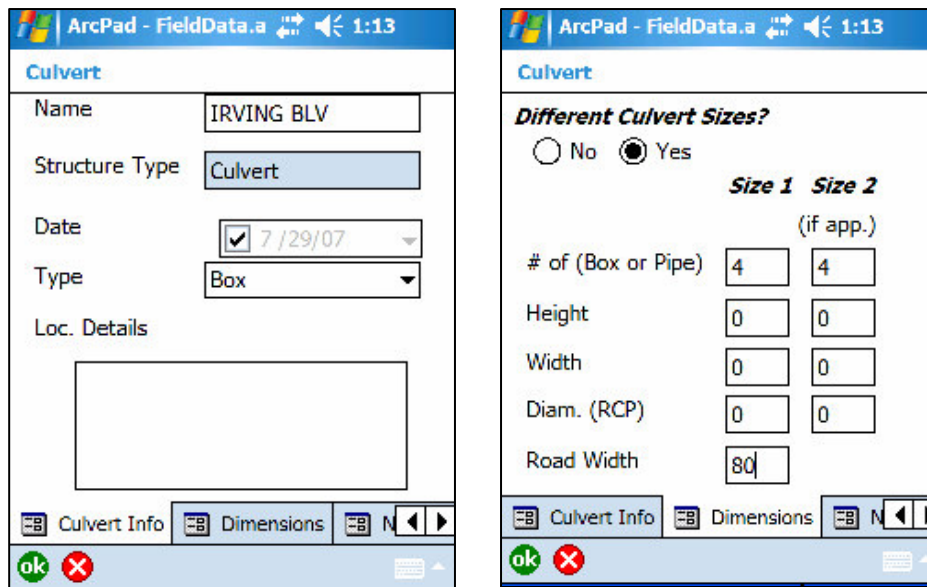 ArcPad - FieldData.a 1:13
Culvert
Name IRVING BLV
Structure Type Culvert
Date 7 /29/07
Type Box
Loc. Details
Culvert Info Dimensions N
ok
ArcPad - FieldData.a 1:13
Culvert
Different Culvert Sizes?
No Yes
Size 1 Size 2
(if app.)
# of (Box or Pipe) 4 4
Height 0 0
Width 0 0
Diam. (RCP) 0 0
Road Width 80
Culvert Info Dimensions N
ok